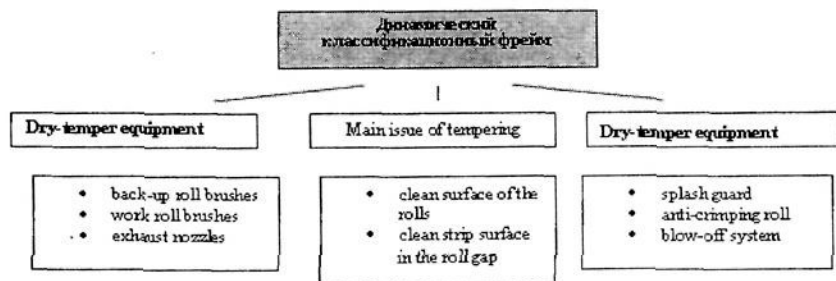 Динамический
классификационный фрейм
Dry-temper equipment
Main issue of tempering
Dry-temper equipment
back-up roll brushes
work roll brushes
exhaust nozzles
clean surface of the
rolls
clean strip surface
in the roll gap
splash guard
anti-crimping roll
blow-off system